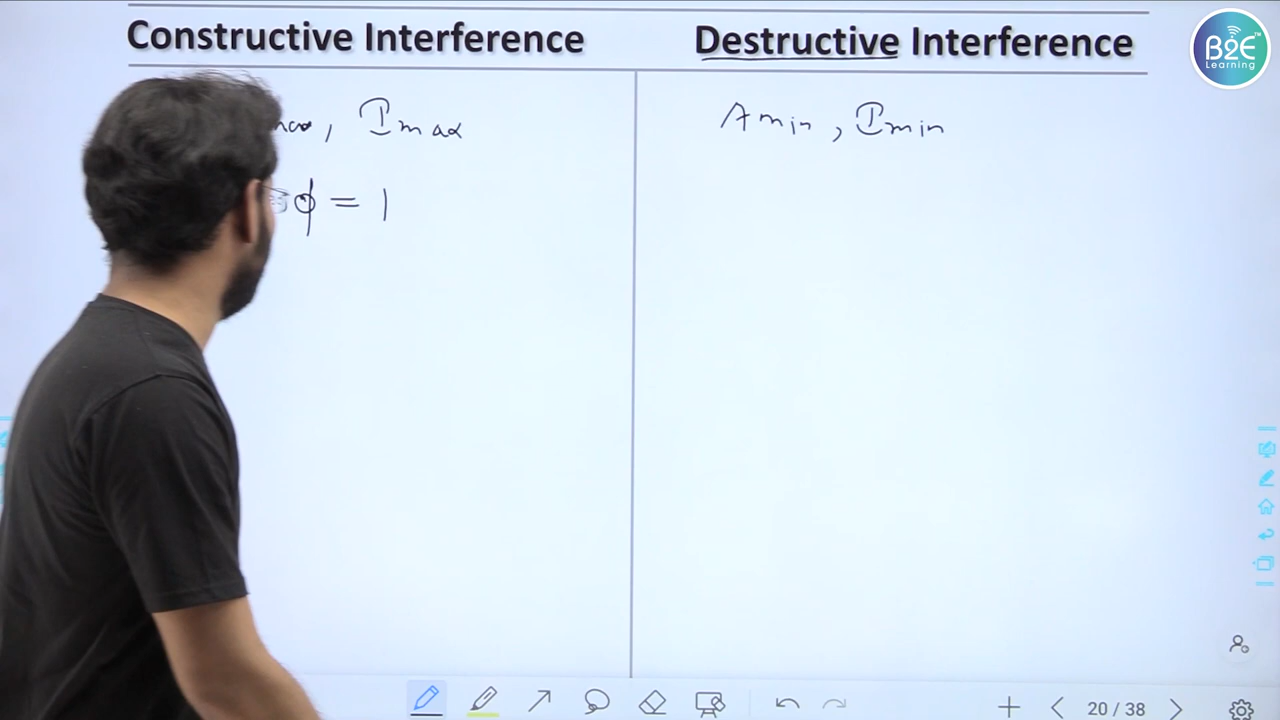 Constructive Interference
Destructive Interference
B2E
Learning
, Imax
Amin , Imin
ϕ = 1
20 / 38